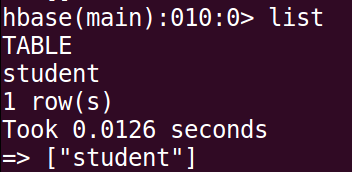 hbase(main):010:0> list
TABLE
student
1 row(s)
Took 0.0126 seconds
=> ["student"]